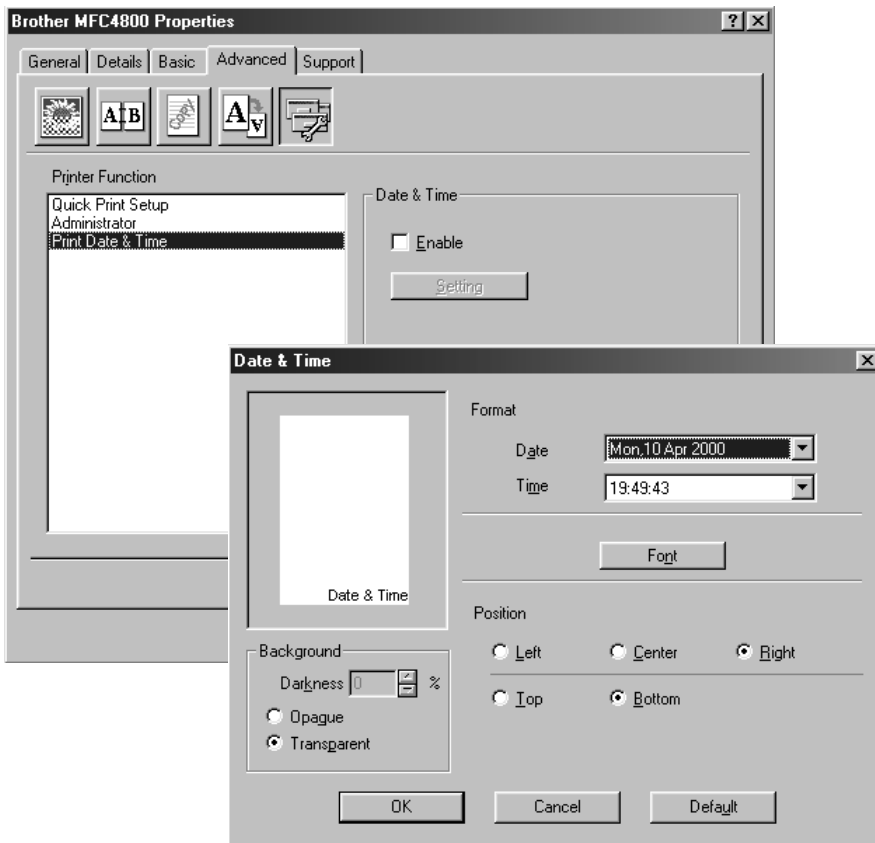 Brother MFC4800 Properties
General Details Basic Advanced Support
A B COPY A A
Printer Function
Quick Print Setup
Administrator
Print Date & Time
Date & Time
Enable
Setting
Date & Time
Date & Time
Format
Date Mon,10 Apr 2000
Time 19:49:43
Font
Position
Left Center Right
Top Bottom
Background
Darkness 0 %
Opague
Transparent
OK Cancel Default